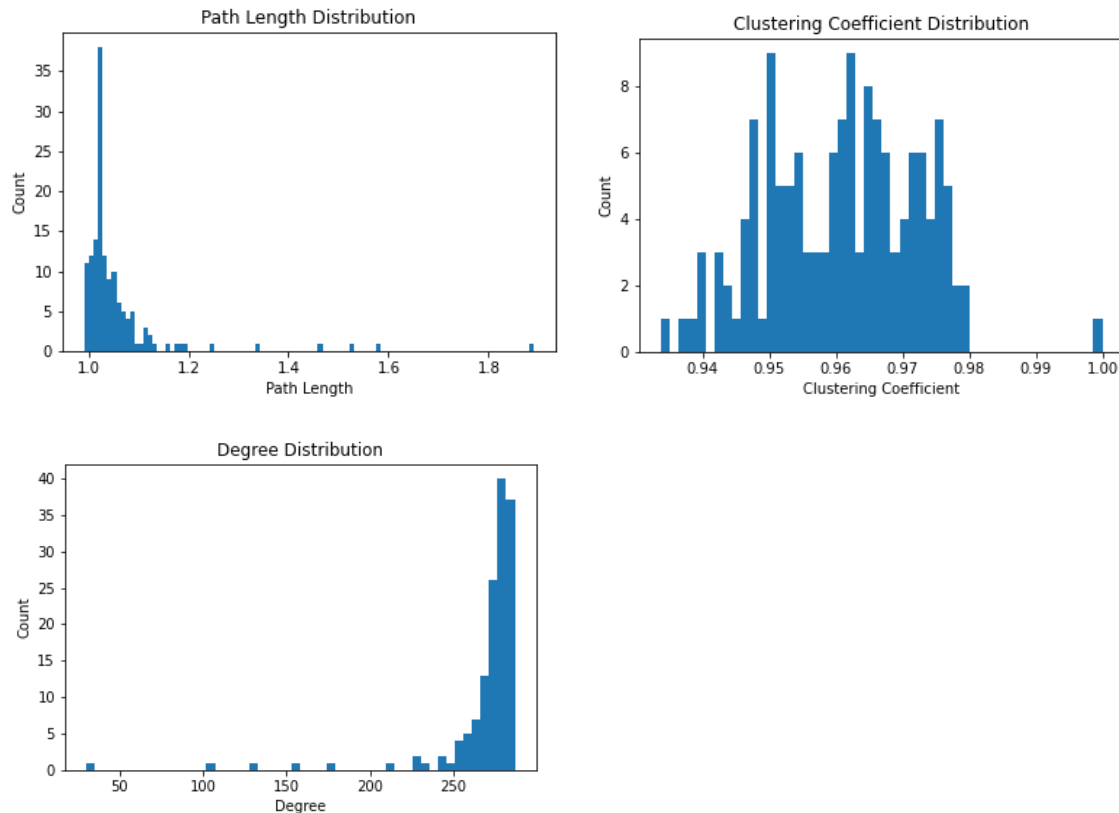 Path Length Distribution
35
30
25
20
15
10
5
0
Count
1.0 1.2 1.4 1.6 1.8
Path Length
Clustering Coefficient Distribution
8
6
4
2
0
Count
0.94 0.95 0.96 0.97 0.98 0.99 1.00
Clustering Coefficient
Degree Distribution
40
35
30
25
20
15
10
5
0
Count
50 100 150 200 250
Degree